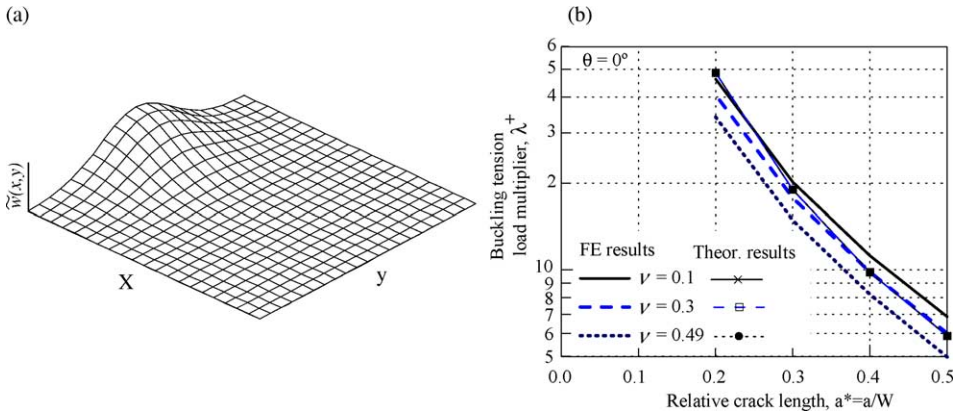 (a)
w̃(x,y)
X
y
(b)
Buckling tension
load multiplier, λ⁺
6
5
4
3
2
10
9
8
7
6
5
θ = 0º
FE results
Theor. results
ν = 0.1
ν = 0.3
ν = 0.49
0.0
0.1
0.2
0.3
0.4
0.5
Relative crack length, a*=a/W